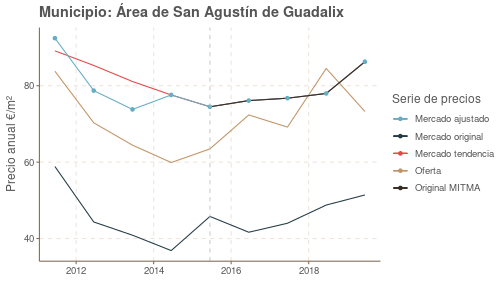 Municipio: Área de San Agustín de Guadalix
Precio anual €/m²
80
60
40
2012
2014
2016
2018
Serie de precios
Mercado ajustado
Mercado original
Mercado tendencia
Oferta
Original MITMA